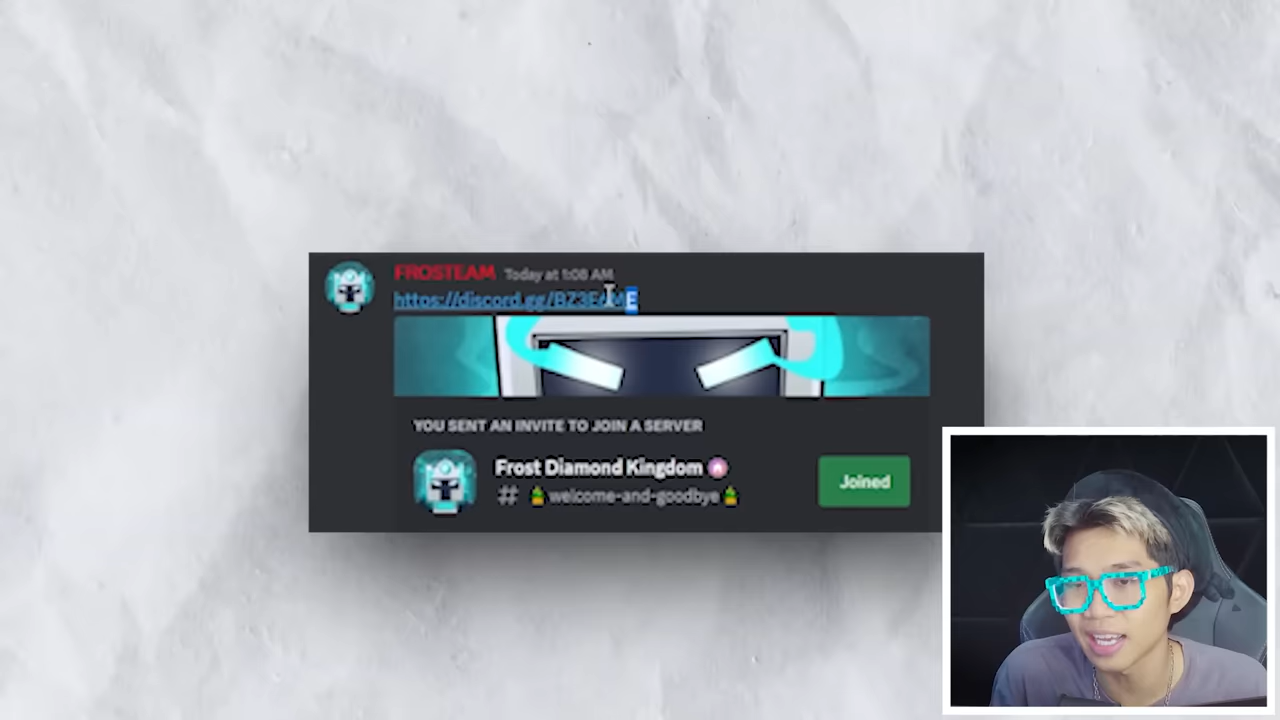 FROSTEAM Today at 1:08 AM
YOU SENT AN INVITE TO JOIN A SERVER
Frost Diamond Kingdom
# welcome-and-goodbye
Joined